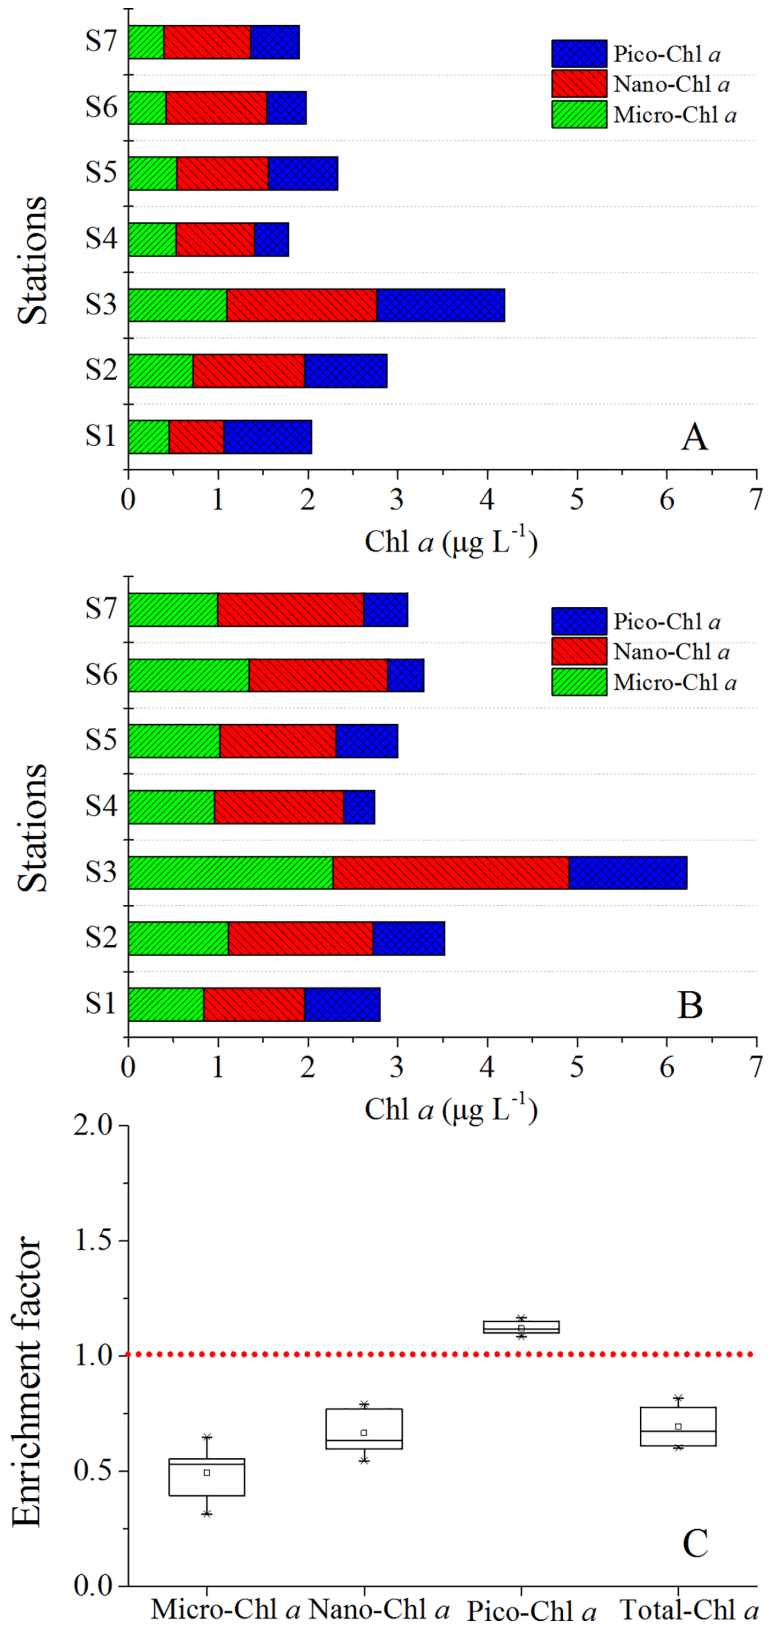 S7
S6
S5
S4
S3
S2
S1
Stations
Pico-Chl a
Nano-Chl a
Micro-Chl a
A
0 1 2 3 4 5 6 7
Chl a (μg L⁻¹)
S7
S6
S5
S4
S3
S2
S1
Stations
Pico-Chl a
Nano-Chl a
Micro-Chl a
B
0 1 2 3 4 5 6 7
Chl a (μg L⁻¹)
2.0
1.5
1.0
0.5
0.0
Enrichment factor
C
Micro-Chl a Nano-Chl a Pico-Chl a Total-Chl a